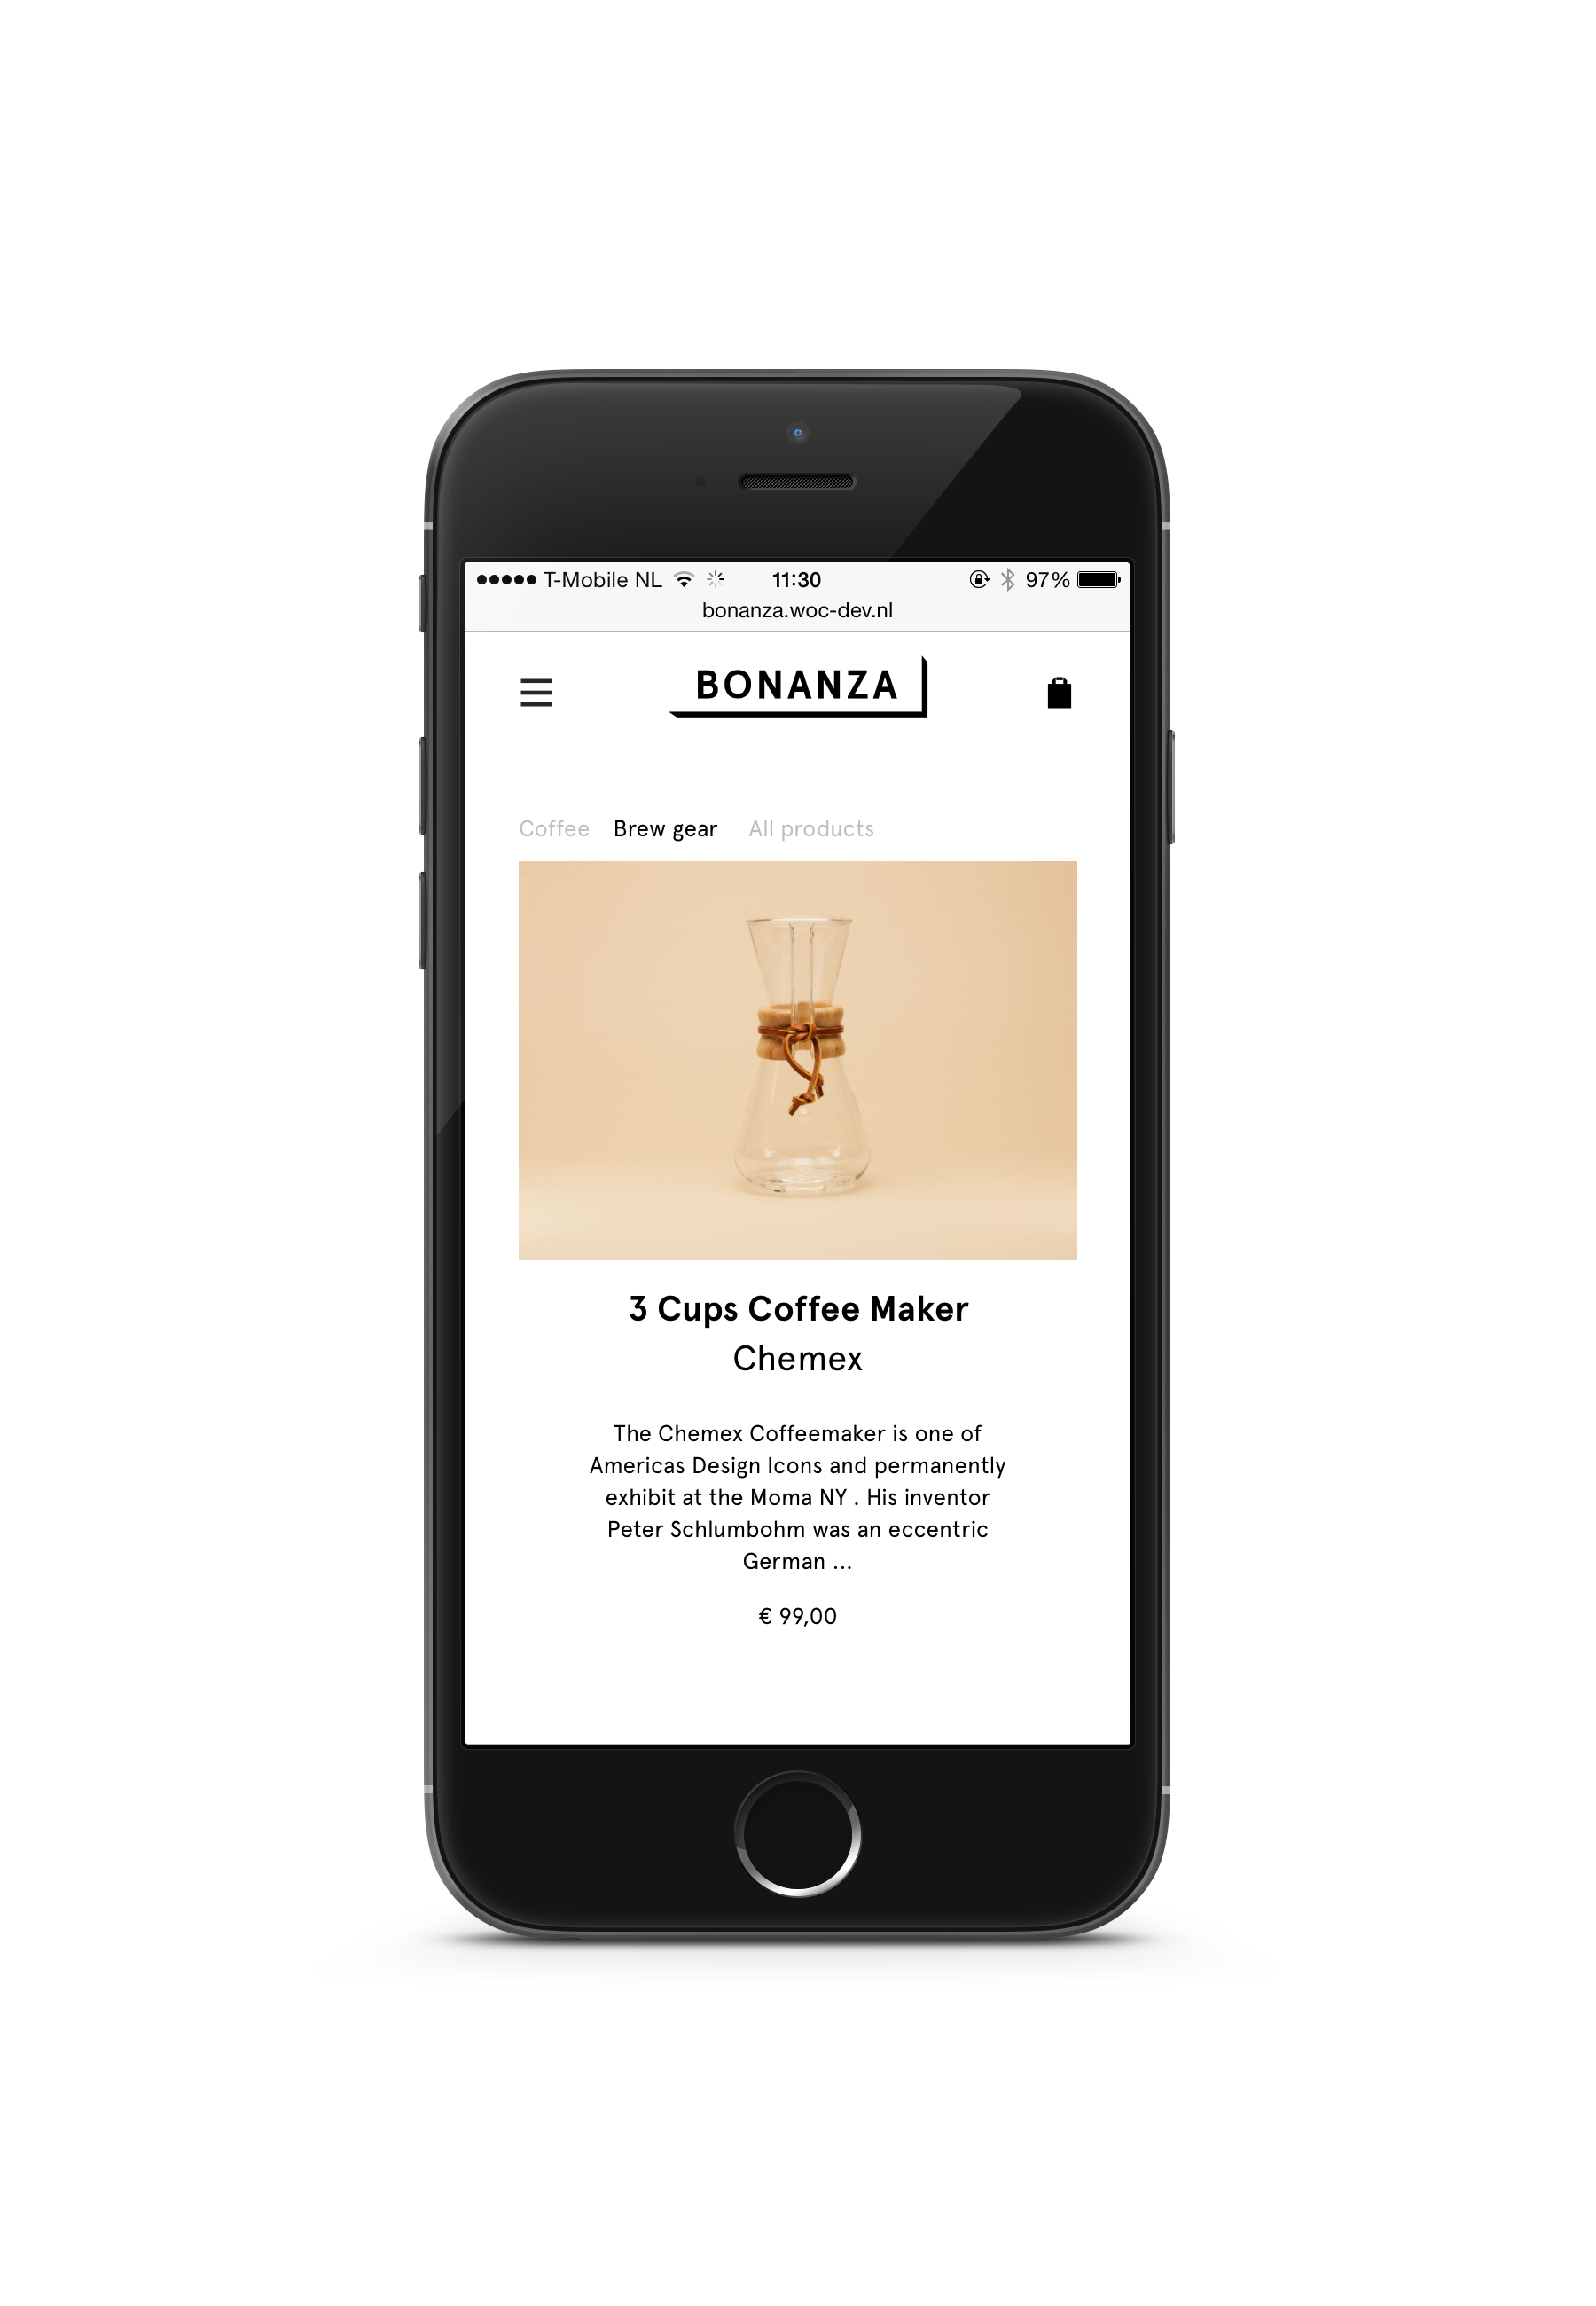 T-Mobile NL 11:30 97%
bonanza.woc-dev.nl
BONANZA
Coffee Brew gear All products
3 Cups Coffee Maker
Chemex
The Chemex Coffeemaker is one of
Americas Design Icons and permanently
exhibit at the Moma NY . His inventor
Peter Schlumbohm was an eccentric
German ...
€ 99,00